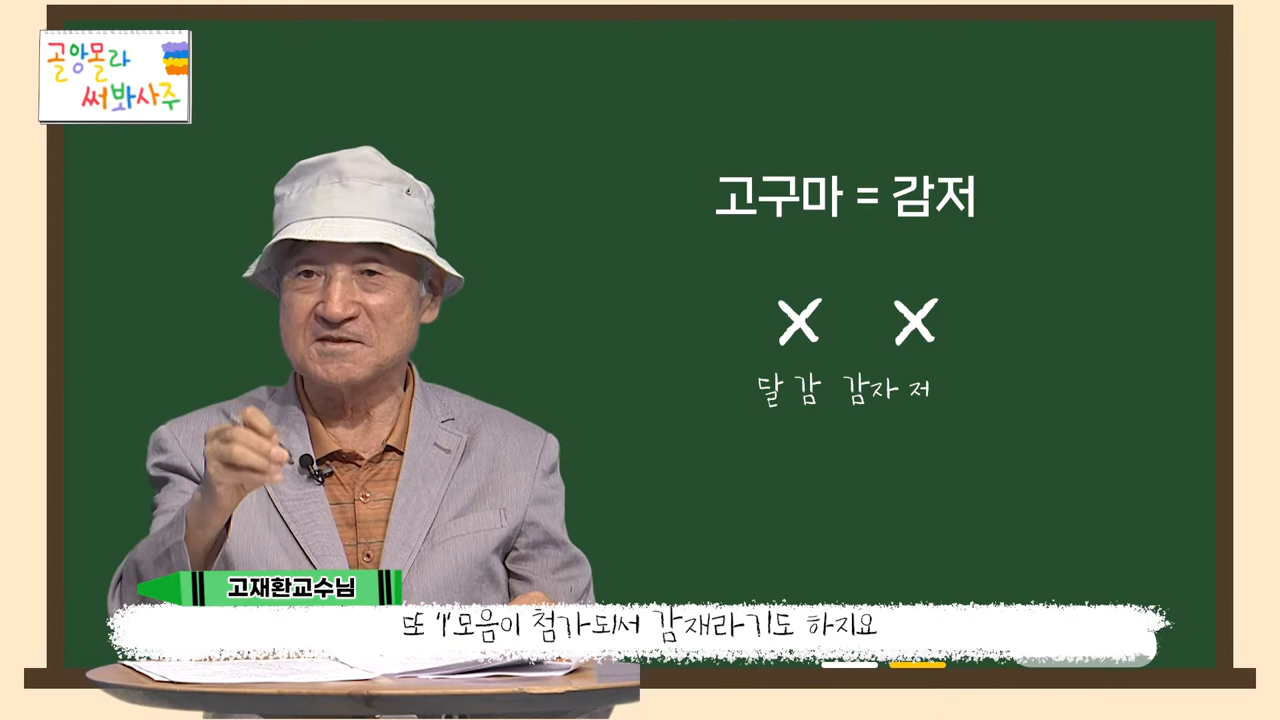 골앙몰라
써봐사주
고구마 = 감저
X X
달 감 감자 저
고재환교수님
또 'ㅣ'모음이 첨가되서 감재라기도 하지요